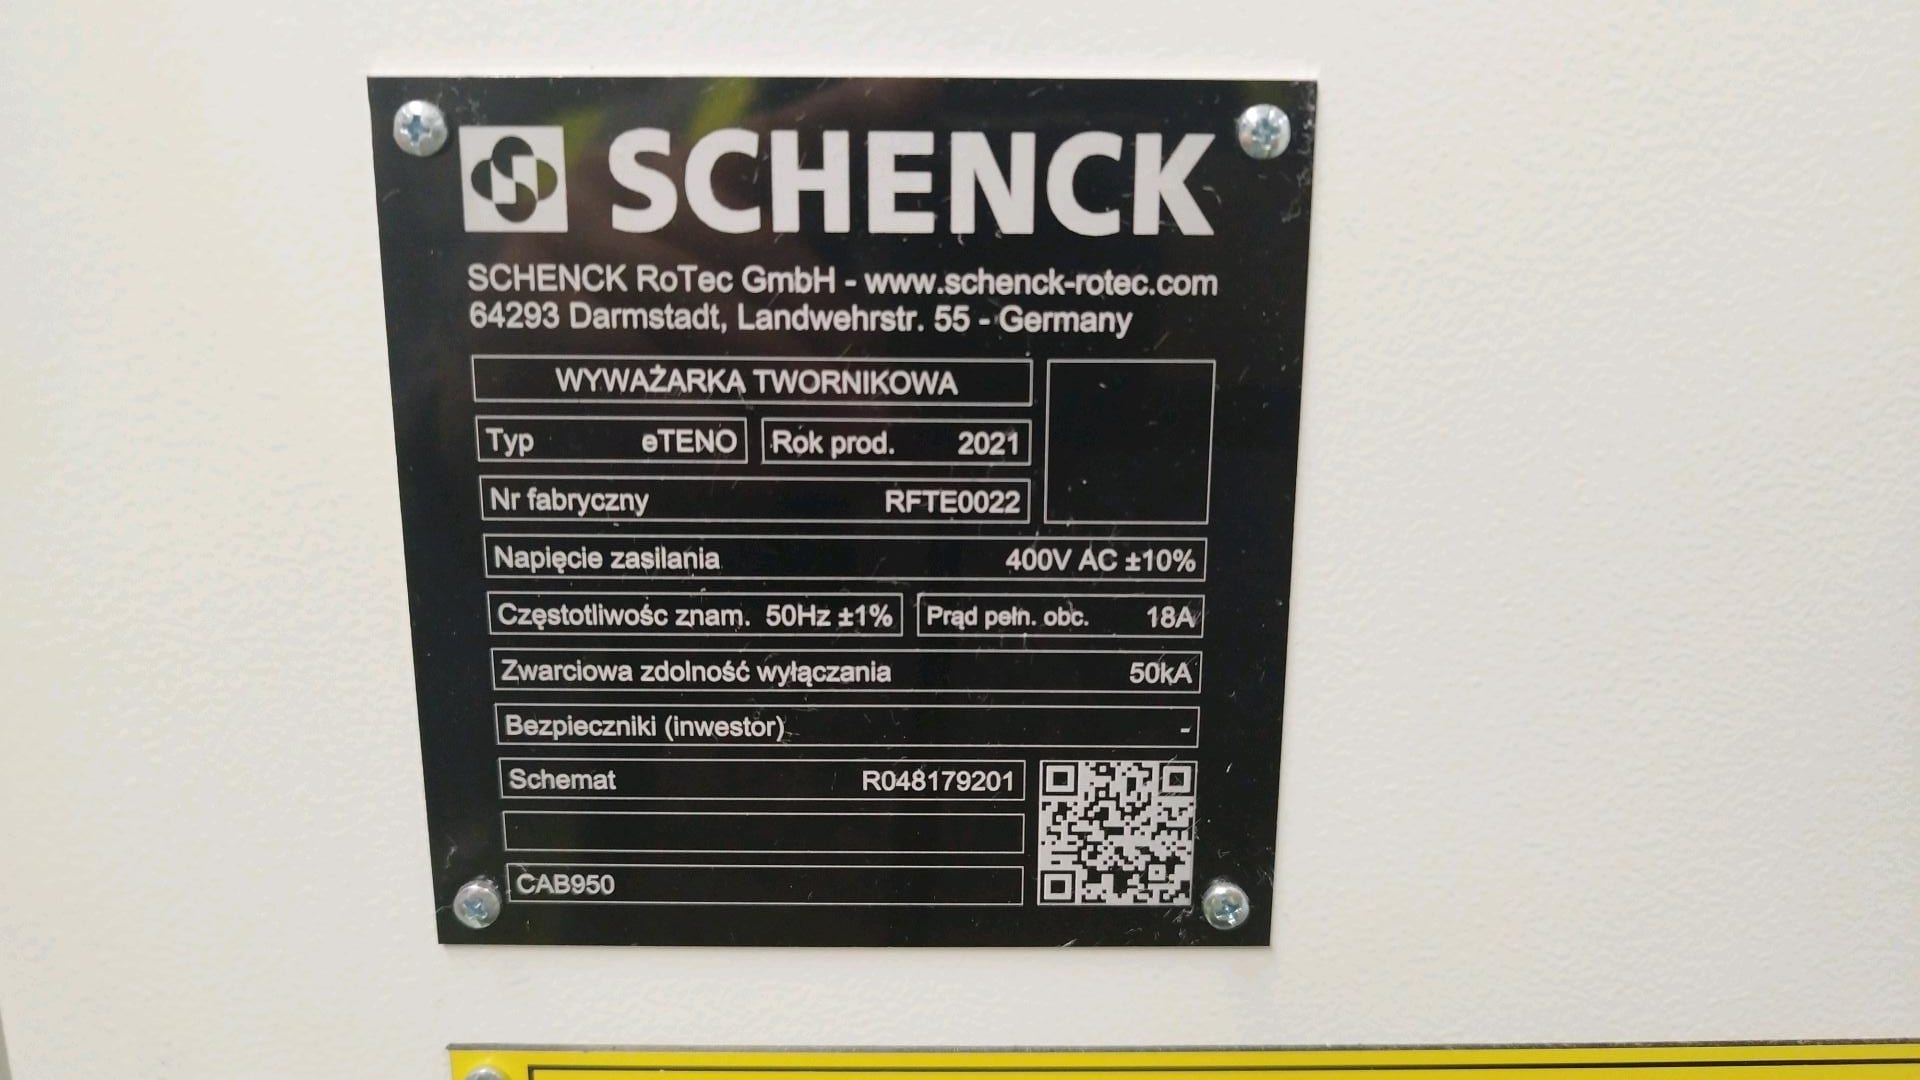 SCHENCK
SCHENCK RoTec GmbH - www.schenck-rotec.com
64293 Darmstadt, Landwehrstr. 55 - Germany
WYWAŻARKA TWORNIKOWA
Typ eTENO Rok prod. 2021
Nr fabryczny RFTE0022
Napięcie zasilania 400V AC ±10%
Częstotliwośc znam. 50Hz ±1% Prąd pełn. obc. 18A
Zwarciowa zdolność wyłączania 50kA
Bezpieczniki (inwestor) -
Schemat R048179201
CAB950